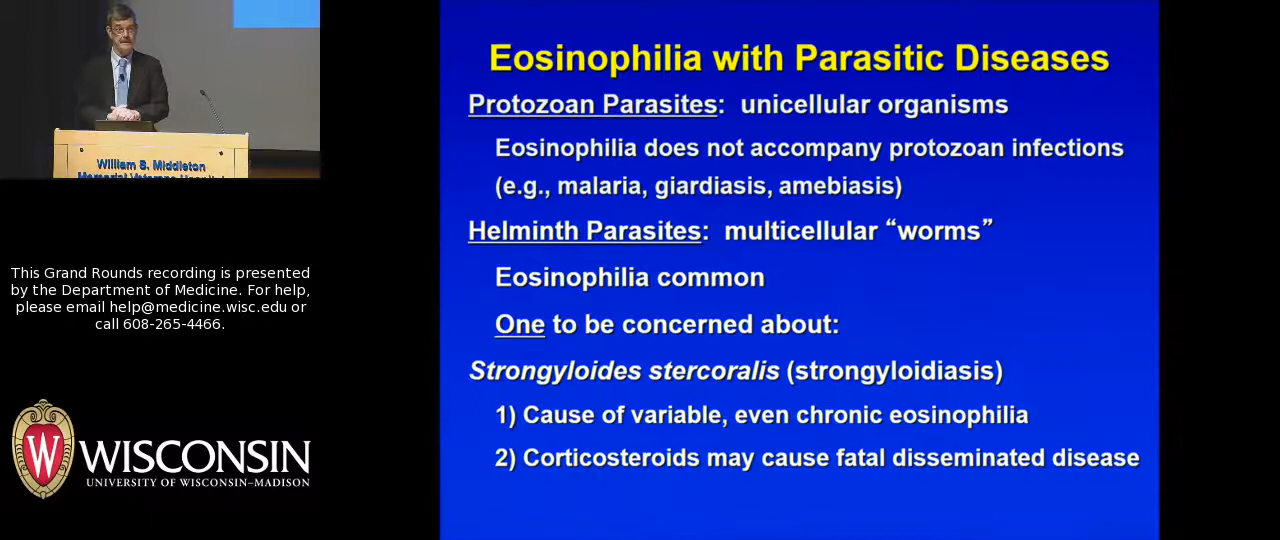 Eosinophilia with Parasitic Diseases
Protozoan Parasites: unicellular organisms
Eosinophilia does not accompany protozoan infections
(e.g., malaria, giardiasis, amebiasis)
Helminth Parasites: multicellular “worms”
Eosinophilia common
One to be concerned about:
Strongyloides stercoralis (strongyloidiasis)
1) Cause of variable, even chronic eosinophilia
2) Corticosteroids may cause fatal disseminated disease
William S. Middleton
Memorial Veterans Hospital
This Grand Rounds recording is presented
by the Department of Medicine. For help,
please email help@medicine.wisc.edu or
call 608-265-4466.
W
WISCONSIN
UNIVERSITY OF WISCONSIN–MADISON